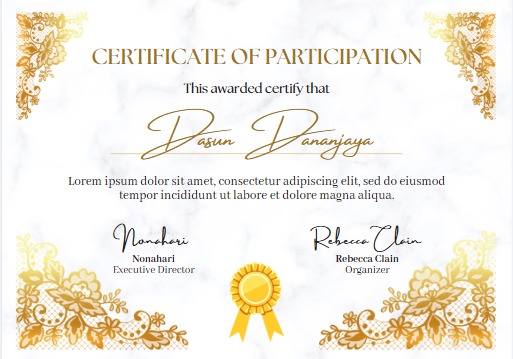 CERTIFICATE OF PARTICIPATION
This awarded certify that
Dasun Dananjaya
Lorem ipsum dolor sit amet, consectetur adipiscing elit, sed do eiusmod
tempor incididunt ut labore et dolore magna aliqua.
Nonahari
Nonahari
Executive Director
Rebecca Clain
Rebecca Clain
Organizer